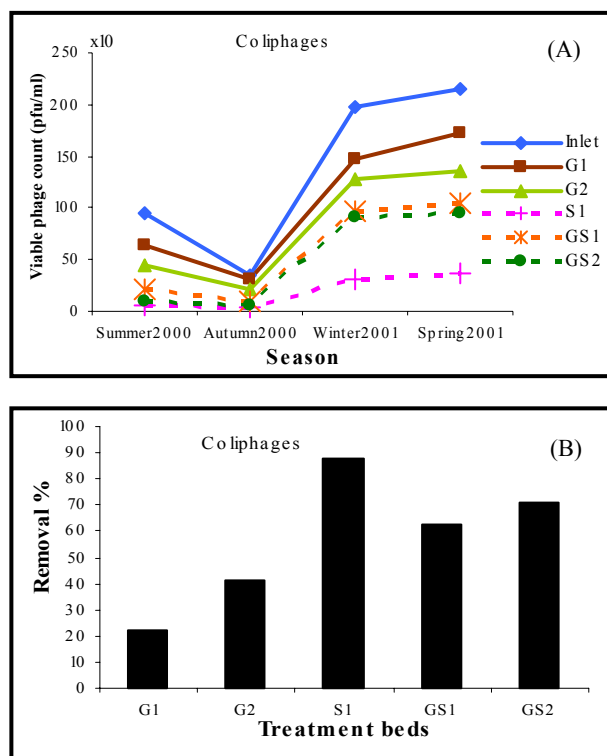 x10
Coliphages
(A)
Viable phage count (pfu/ml)
250
200
150
100
50
0
Inlet
G1
G2
S1
GS1
GS2
Summer2000 Autumn2000 Winter2001 Spring2001
Season
Coliphages
(B)
Removal %
100
90
80
70
60
50
40
30
20
10
0
G1 G2 S1 GS1 GS2
Treatment beds